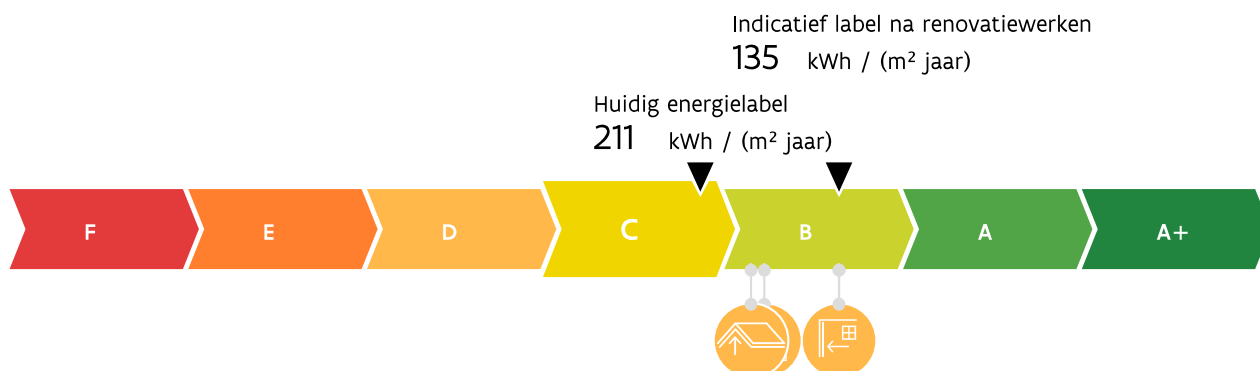 Indicatief label na renovatiewerken
135 kWh / (m² jaar)
Huidig energielabel
211 kWh / (m² jaar)
F E D C B A A+